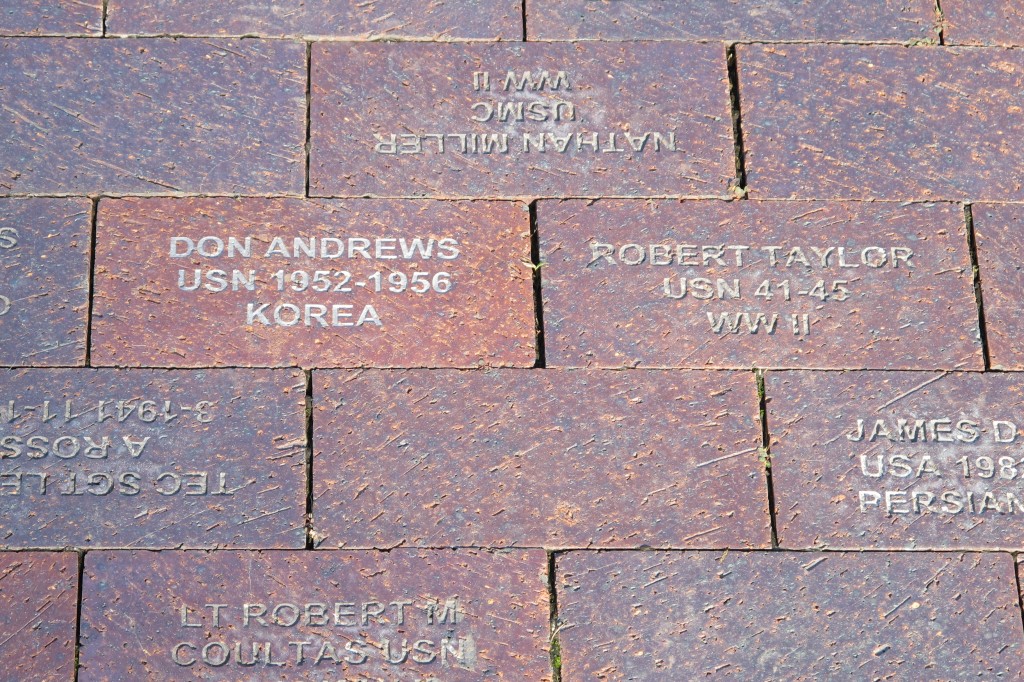 NATHAN MILLER
USMC
WW II
DON ANDREWS
USN 1952-1956
KOREA
ROBERT TAYLOR
USN 41-45
WW II
TEC SGT LE
A ROSS
3-1941 11-1
JAMES D
USA 198
PERSIAN
LT ROBERT M
COULTAS USN